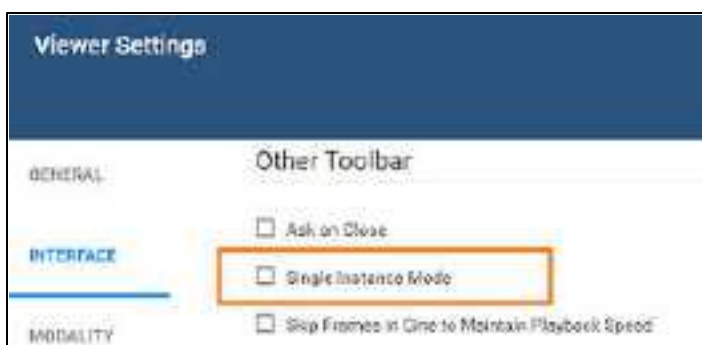 Viewer Settings
Other Toolbar
GENERAL
Ask on Close
INTERFACE
Single Instance Mode
MODALITY
Skip Frames in Cine to Maintain Playback Speed